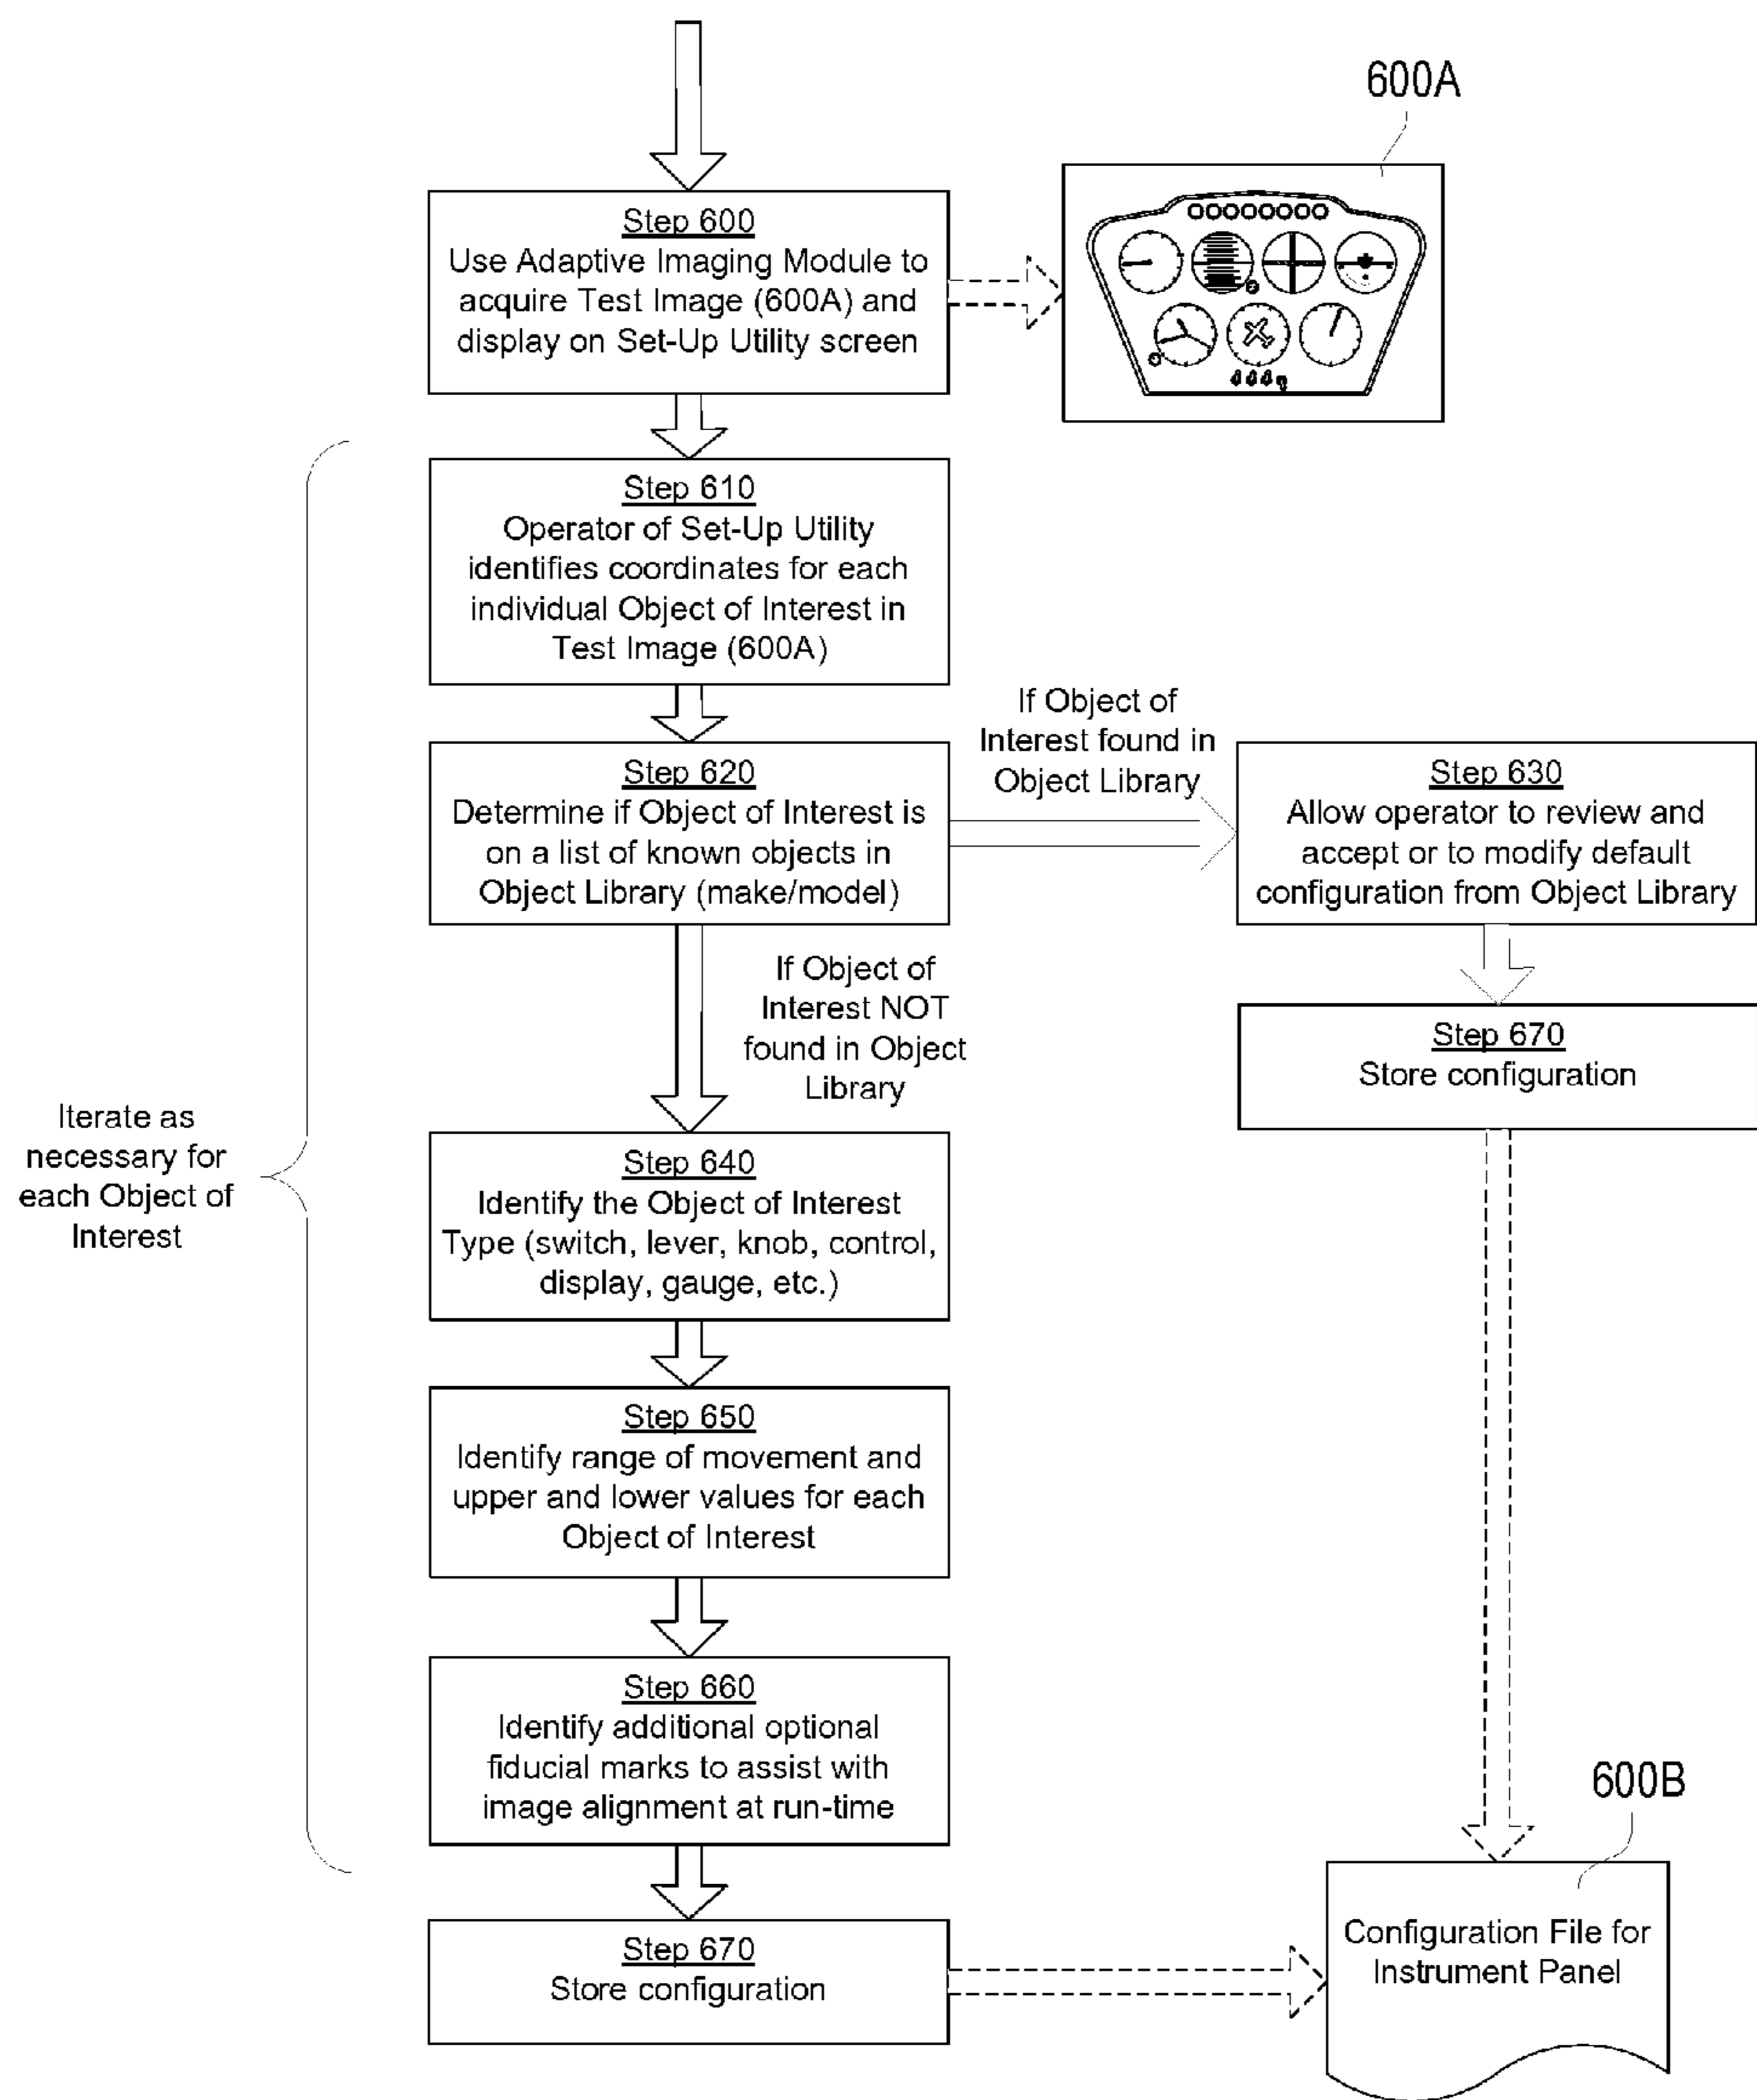 600A
Step 600
Use Adaptive Imaging Module to
acquire Test Image (600A) and
display on Set-Up Utility screen
Step 610
Operator of Set-Up Utility
identifies coordinates for each
individual Object of Interest in
Test Image (600A)
If Object of
Interest found in
Object Library
Step 620
Determine if Object of Interest is
on a list of known objects in
Object Library (make/model)
Step 630
Allow operator to review and
accept or to modify default
configuration from Object Library
If Object of
Interest NOT
found in Object
Library
Step 670
Store configuration
Iterate as
necessary for
each Object of
Interest
Step 640
Identify the Object of Interest
Type (switch, lever, knob, control,
display, gauge, etc.)
Step 650
Identify range of movement and
upper and lower values for each
Object of Interest
Step 660
Identify additional optional
fiducial marks to assist with
image alignment at run-time
600B
Step 670
Store configuration
Configuration File for
Instrument Panel